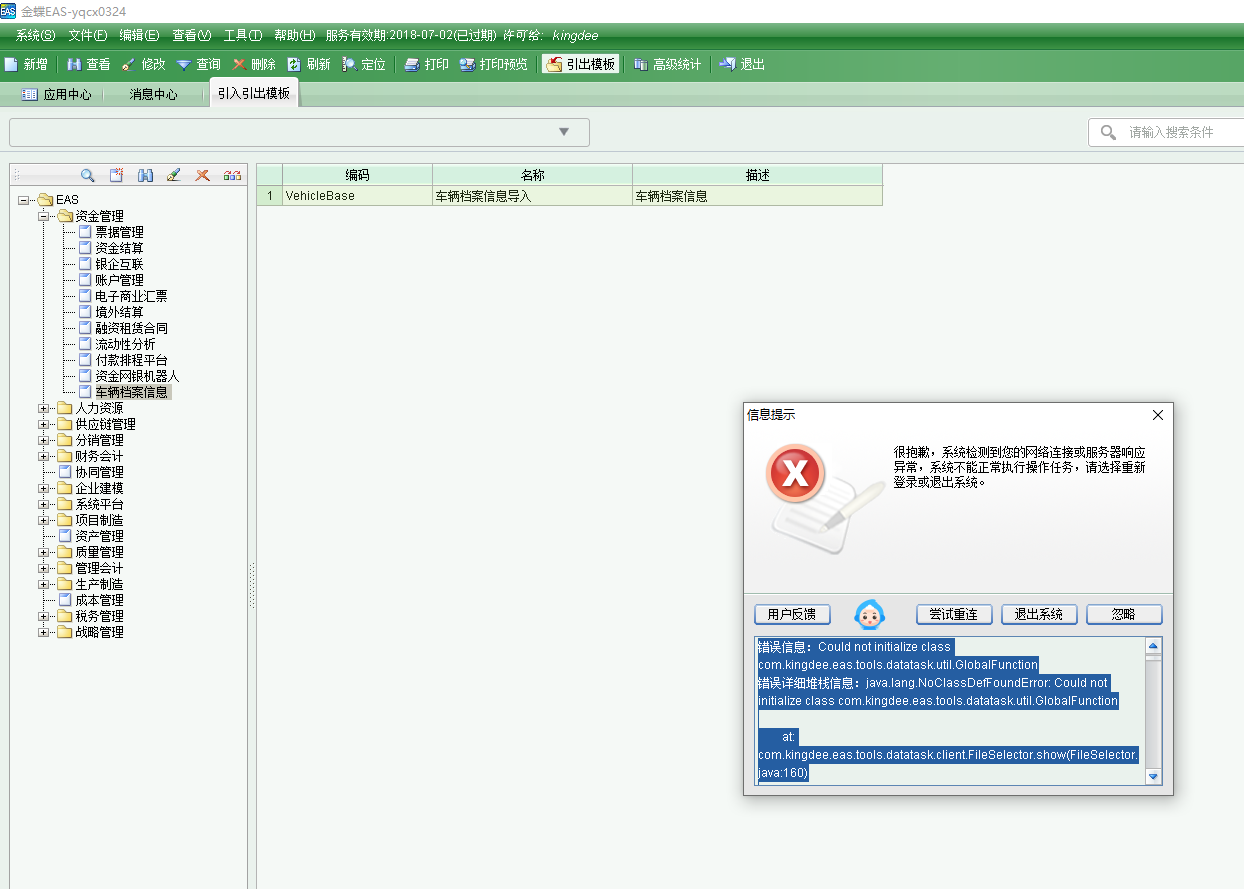 EAS 金蝶EAS-yqcx0324
系统(S) 文件(F) 编辑(E) 查看(V) 工具(T) 帮助(H) 服务有效期:2018-07-02(已过期) 许可给: kingdee
新增 查看 修改 查询 删除 刷新 定位 打印 打印预览 引出模板 高级统计 退出
应用中心 消息中心 引入引出模板
请输入搜索条件
编码 名称 描述
1 VehicleBase 车辆档案信息导入 车辆档案信息
EAS
资金管理
票据管理
资金结算
银企互联
账户管理
电子商业汇票
境外结算
融资租赁合同
流动性分析
付款排程平台
资金网银机器人
车辆档案信息
人力资源
供应链管理
分销管理
财务会计
协同管理
企业建模
系统平台
项目制造
资产管理
质量管理
管理会计
生产制造
成本管理
税务管理
战略管理
信息提示
很抱歉，系统检测到您的网络连接或服务器响应
异常，系统不能正常执行操作任务，请选择重新
登录或退出系统。
用户反馈 尝试重连 退出系统 忽略
错误信息：Could not initialize class
com.kingdee.eas.tools.datatask.util.GlobalFunction
错误详细堆栈信息：java.lang.NoClassDefFoundError: Could not
initialize class com.kingdee.eas.tools.datatask.util.GlobalFunction
at:
com.kingdee.eas.tools.datatask.client.FileSelector.show(FileSelector.
java:160)